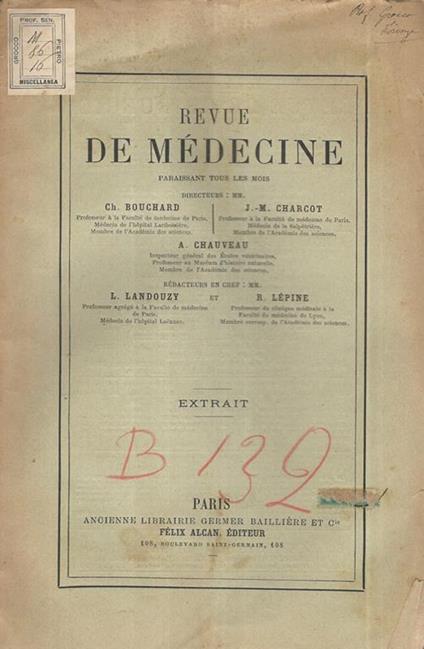 PROF. SEN.
GROCCO
PIETRO
M
86
16
MISCELLANEA
Prof Grocco
Firenze
REVUE
DE MÉDECINE
PARAISSANT TOUS LES MOIS
DIRECTEURS : MM.
Ch. BOUCHARD
Professeur à la Faculté de médecine de Paris,
Médecin de l'hôpital Lariboisière,
Membre de l'Académie des sciences.
J.-M. CHARCOT
Professeur à la Faculté de médecine de Paris,
Médecin de la Salpêtrière,
Membre de l'Académie des sciences.
A. CHAUVEAU
Inspecteur général des Écoles vétérinaires,
Professeur au Muséum d'histoire naturelle,
Membre de l'Académie des sciences.
RÉDACTEURS EN CHEF : MM.
L. LANDOUZY
Professeur agrégé à la Faculté de médecine
de Paris,
Médecin de l'hôpital Laënnec.
ET
R. LÉPINE
Professeur de clinique médicale à la
Faculté de médecine de Lyon,
Membre corresp. de l'Académie des sciences.
EXTRAIT
B 132
PARIS
ANCIENNE LIBRAIRIE GERMER BAILLIÈRE ET Cie
FÉLIX ALCAN, ÉDITEUR
108, BOULEVARD SAINT-GERMAIN, 108